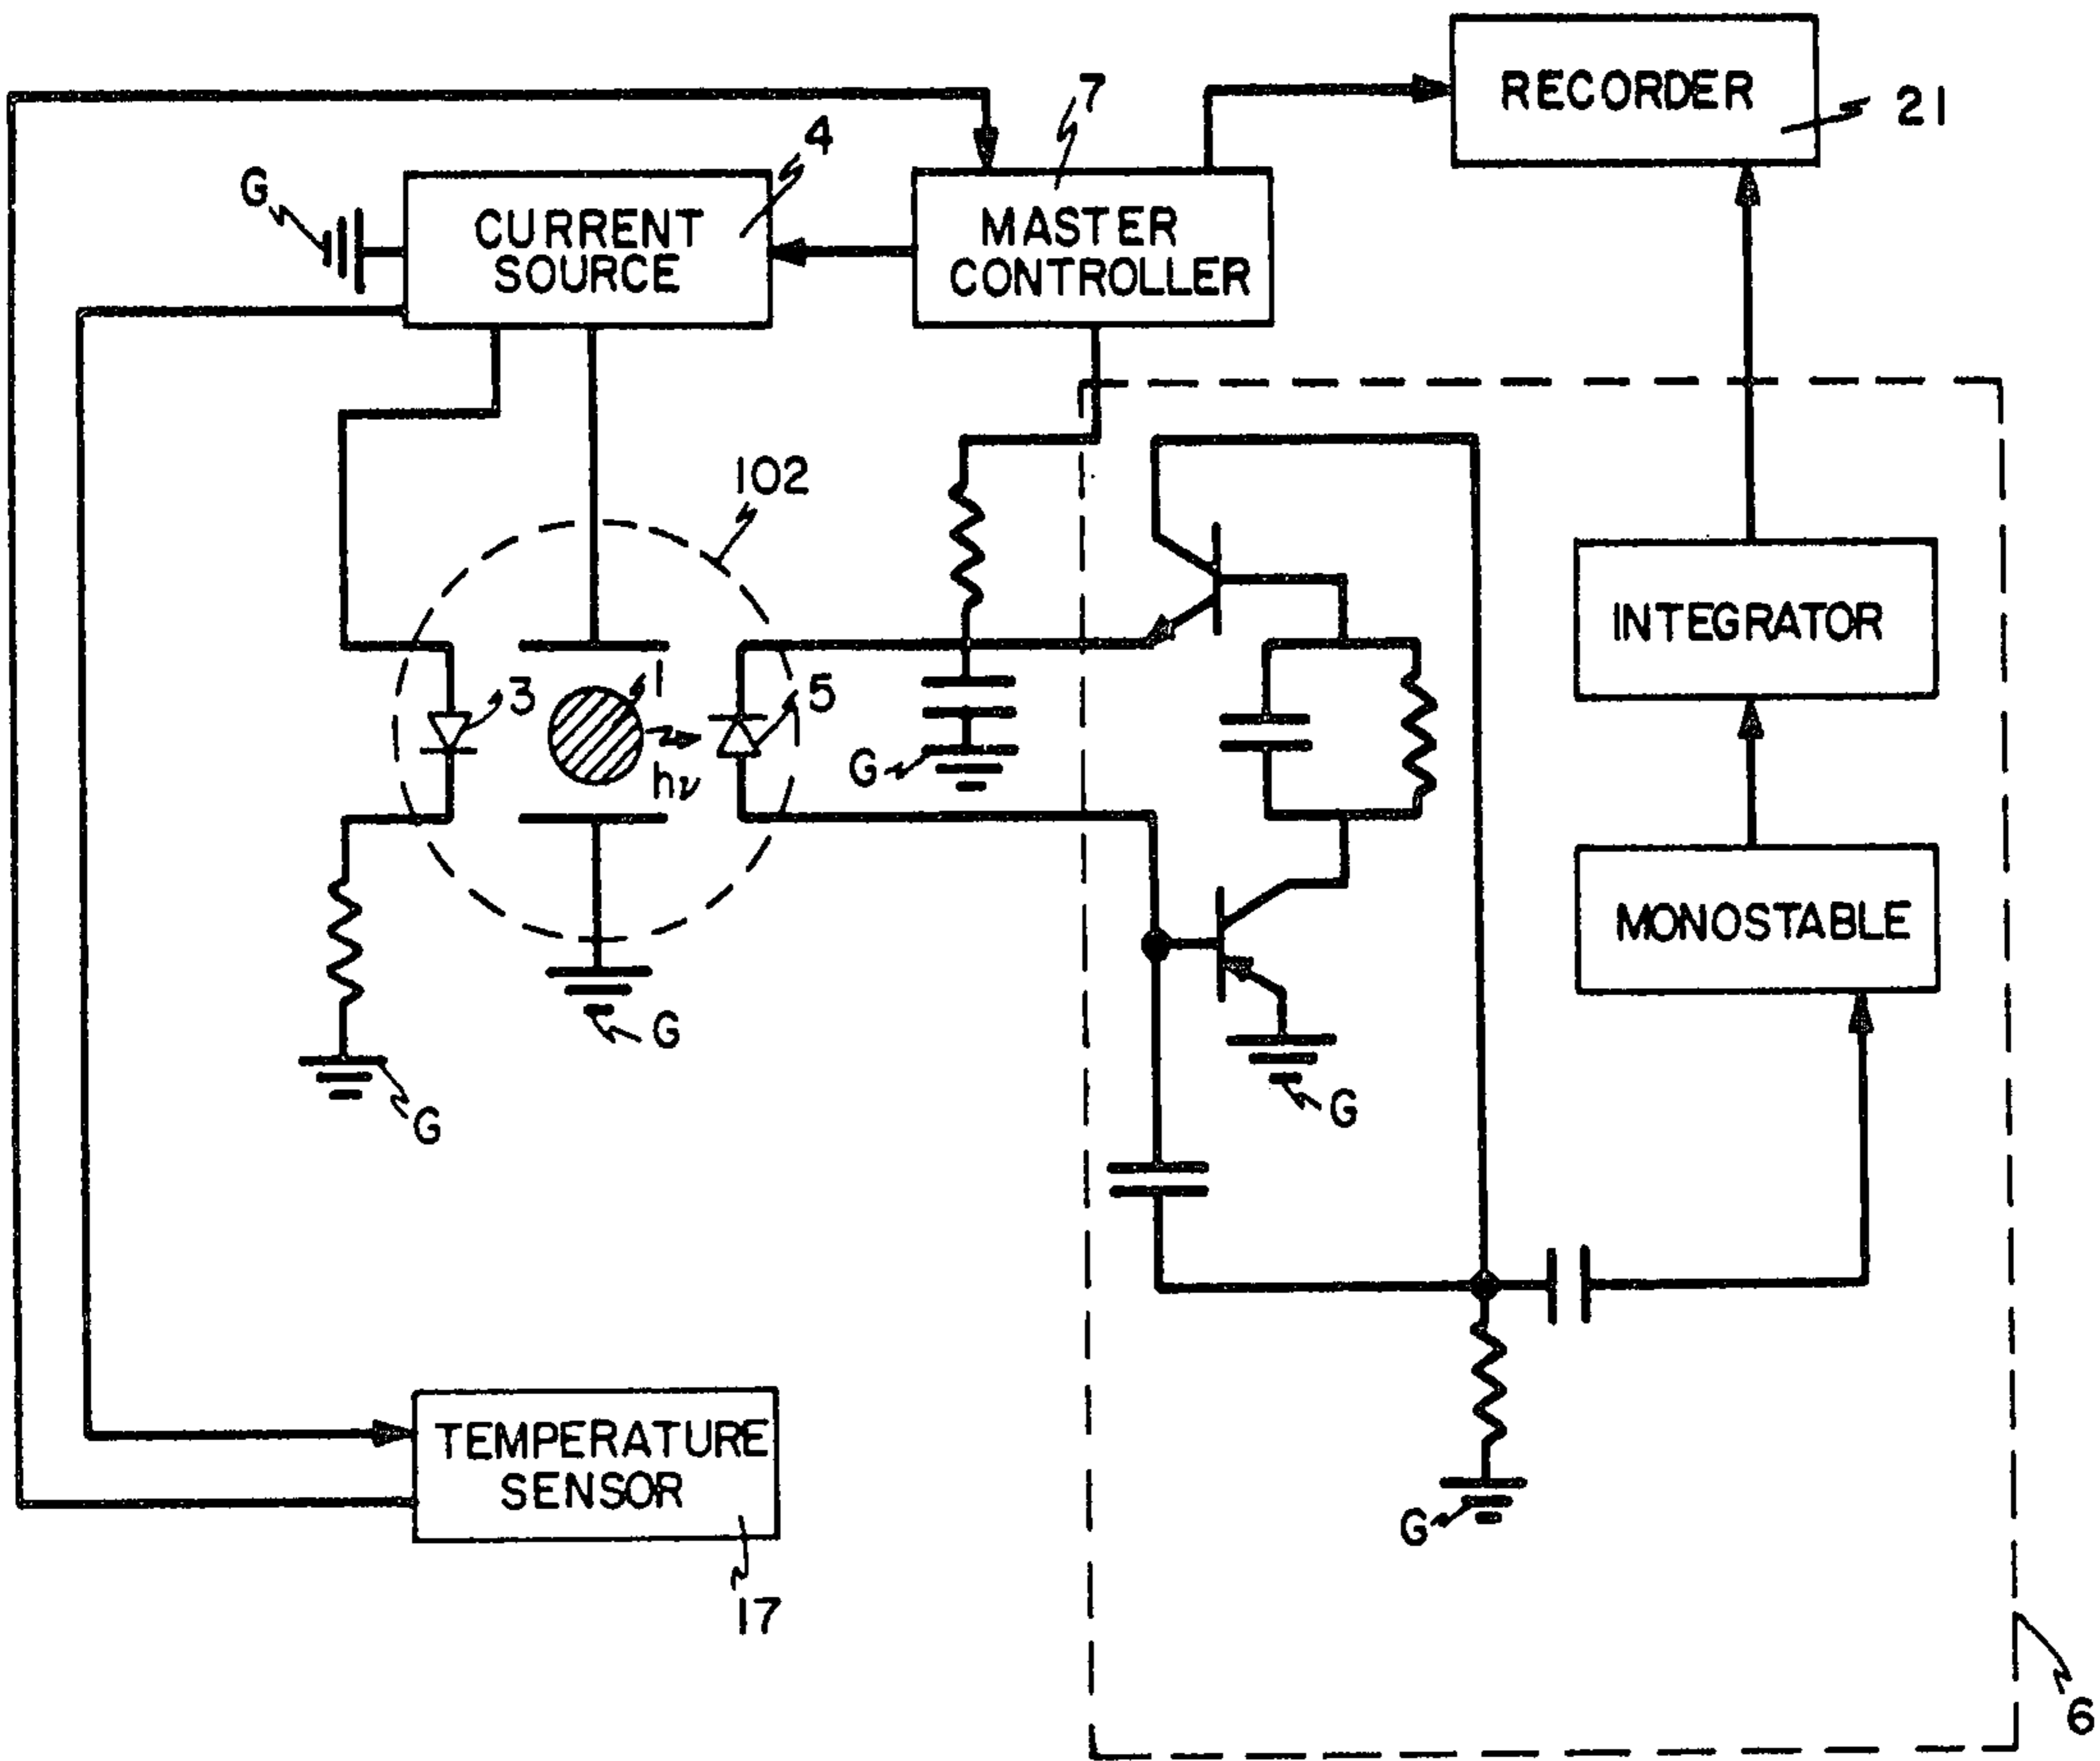 RECORDER
21
7
4
G
CURRENT
SOURCE
MASTER
CONTROLLER
102
INTEGRATOR
3
1
5
hν
G
MONOSTABLE
G
G
G
TEMPERATURE
SENSOR
G
17
6